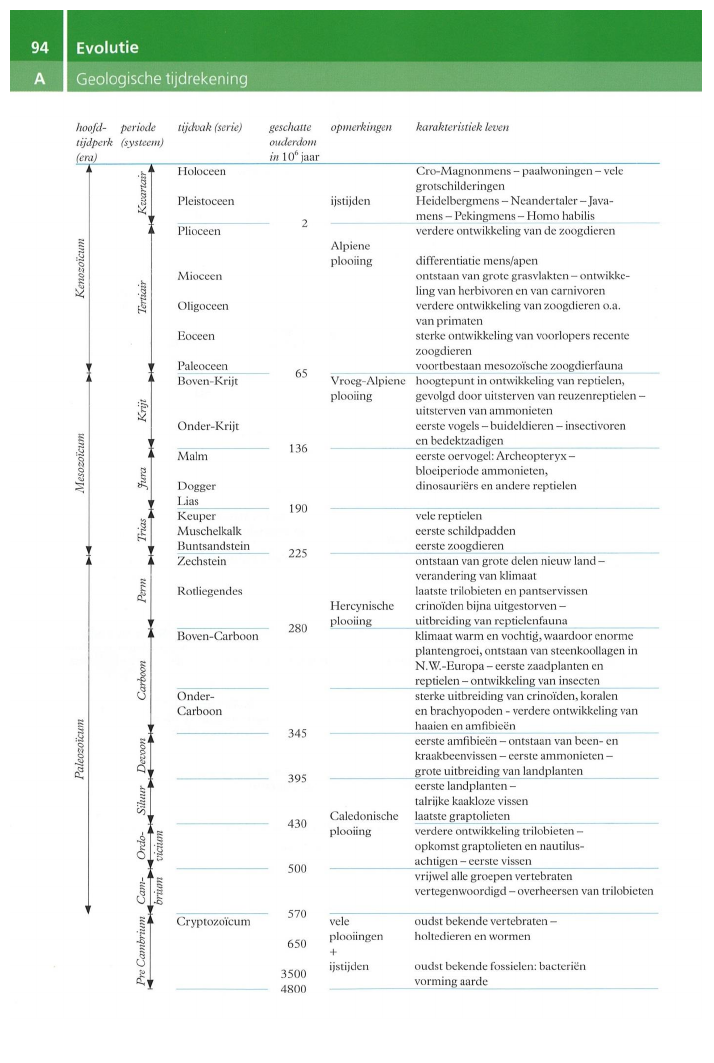 94 Evolutie
A Geologische tijdrekening
hoofd- periode tijdvak (serie) geschatte opmerkingen karakteristiek leven
tijdperk (systeem) ouderdom
(era) in 10⁶ jaar
Kenozoïcum
Kwartair
Holoceen Cro-Magnonmens – paalwoningen – vele
grotschilderingen
Pleistoceen ijstijden Heidelbergmens – Neandertaler – Java-
mens – Pekingmens – Homo habilis
2
Tertiair
Plioceen verdere ontwikkeling van de zoogdieren
Alpiene
plooiing differentiatie mens/apen
Mioceen ontstaan van grote grasvlakten – ontwikke-
ling van herbivoren en van carnivoren
Oligoceen verdere ontwikkeling van zoogdieren o.a.
van primaten
Eoceen sterke ontwikkeling van voorlopers recente
zoogdieren
Paleoceen voortbestaan mesozoïsche zoogdierfauna
65
Mesozoïcum
Krijt
Boven-Krijt Vroeg-Alpiene hoogtepunt in ontwikkeling van reptielen,
plooiing gevolgd door uitsterven van reuzenreptielen –
uitsterven van ammonieten
Onder-Krijt eerste vogels – buideldieren – insectivoren
en bedektzadigen
136
Jura
Malm eerste oervogel: Archeopteryx –
bloeiperiode ammonieten,
Dogger dinosauriërs en andere reptielen
Lias
190
Trias
Keuper vele reptielen
Muschelkalk eerste schildpadden
Buntsandstein eerste zoogdieren
225
Paleozoïcum
Perm
Zechstein ontstaan van grote delen nieuw land –
verandering van klimaat
Rotliegendes laatste trilobieten en pantservissen
Hercynische crinoïden bijna uitgestorven –
plooiing uitbreiding van reptielenfauna
280
Carboon
Boven-Carboon klimaat warm en vochtig, waardoor enorme
plantengroei, ontstaan van steenkoollagen in
N.W.-Europa – eerste zaadplanten en
reptielen – ontwikkeling van insecten
Onder- sterke uitbreiding van crinoïden, koralen
Carboon en brachyopoden - verdere ontwikkeling van
haaien en amfibieën
345
Devoon
eerste amfibieën – ontstaan van been- en
kraakbeenvissen – eerste ammonieten –
grote uitbreiding van landplanten
395
Siluur
eerste landplanten –
talrijke kaakloze vissen
Caledonische laatste graptolieten
430
Ordo-
vicium
plooiing verdere ontwikkeling trilobieten –
opkomst graptolieten en nautilus-
achtigen – eerste vissen
500
Cam-
brium
vrijwel alle groepen vertebraten
vertegenwoordigd – overheersen van trilobieten
570
Pre Cambrium
Cryptozoïcum vele oudst bekende vertebraten –
plooiingen holtedieren en wormen
650
+
ijstijden oudst bekende fossielen: bacteriën
3500
vorming aarde
4800